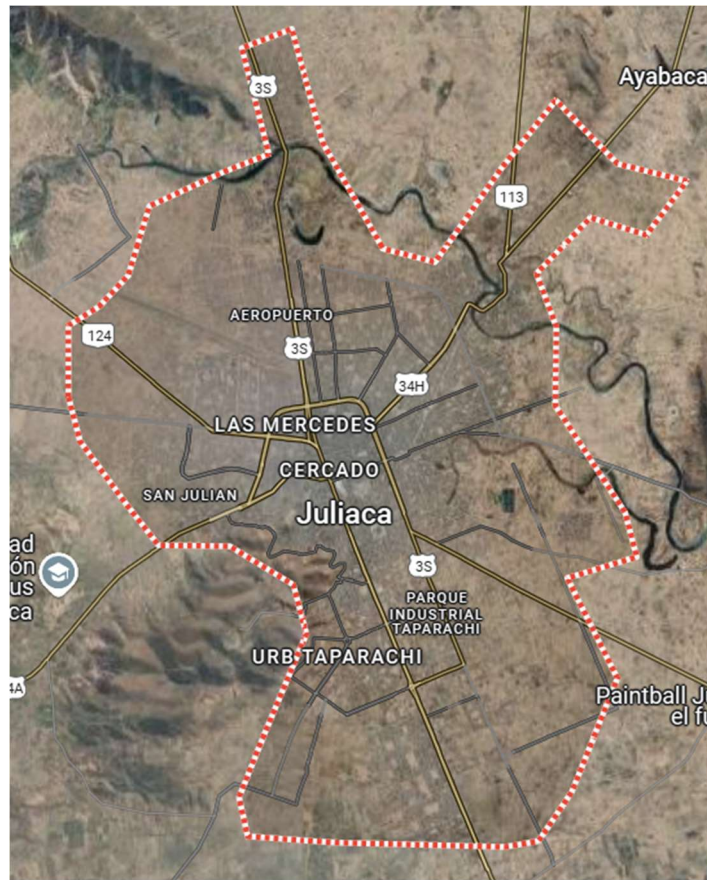 3S
Ayabaca
113
AEROPUERTO
124
3S
34H
LAS MERCEDES
CERCADO
SAN JULIAN
Juliaca
ad
ón
us
ca
3S
PARQUE
INDUSTRIAL
TAPARACHI
URB TAPARACHI
4A
Paintball J
el fu